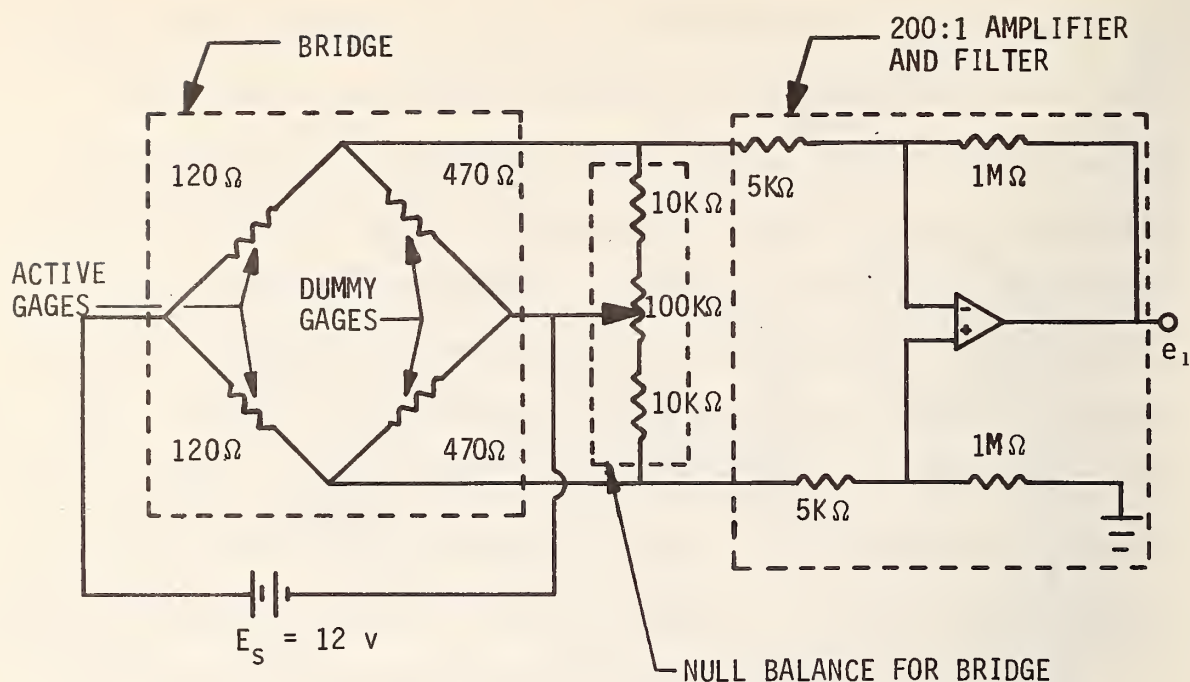 BRIDGE
200:1 AMPLIFIER
AND FILTER
120Ω
470Ω
10KΩ
5KΩ
1MΩ
ACTIVE
GAGES
DUMMY
GAGES
100KΩ
-
+
e₁
10KΩ
120Ω
470Ω
1MΩ
5KΩ
E_S = 12 v
NULL BALANCE FOR BRIDGE